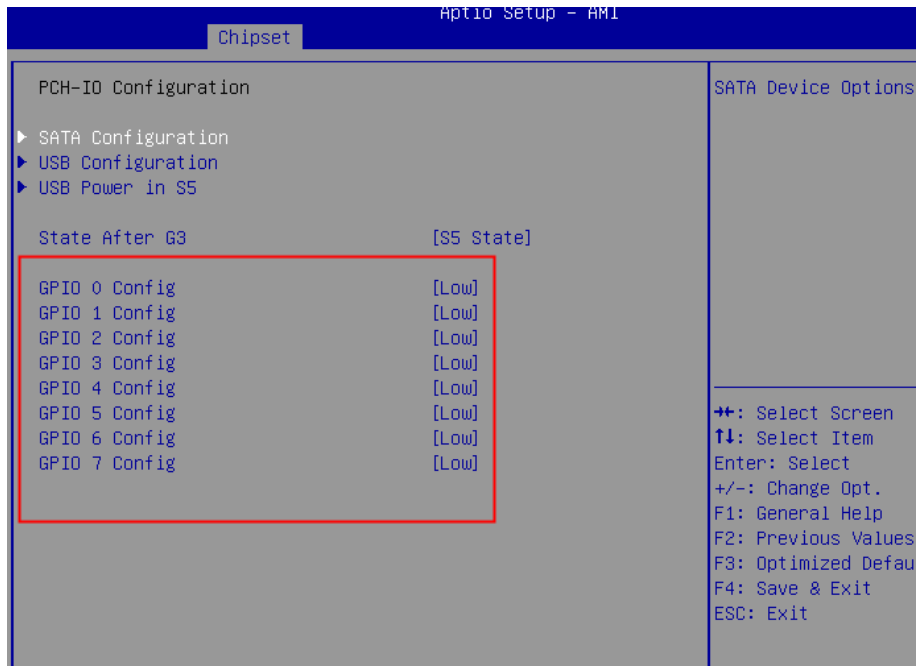 Aptio Setup – AMI
Chipset
PCH-IO Configuration
SATA Configuration
USB Configuration
USB Power in S5
State After G3 [S5 State]
GPIO 0 Config [Low]
GPIO 1 Config [Low]
GPIO 2 Config [Low]
GPIO 3 Config [Low]
GPIO 4 Config [Low]
GPIO 5 Config [Low]
GPIO 6 Config [Low]
GPIO 7 Config [Low]
SATA Device Options
→←: Select Screen
↑↓: Select Item
Enter: Select
+/-: Change Opt.
F1: General Help
F2: Previous Values
F3: Optimized Defau
F4: Save & Exit
ESC: Exit